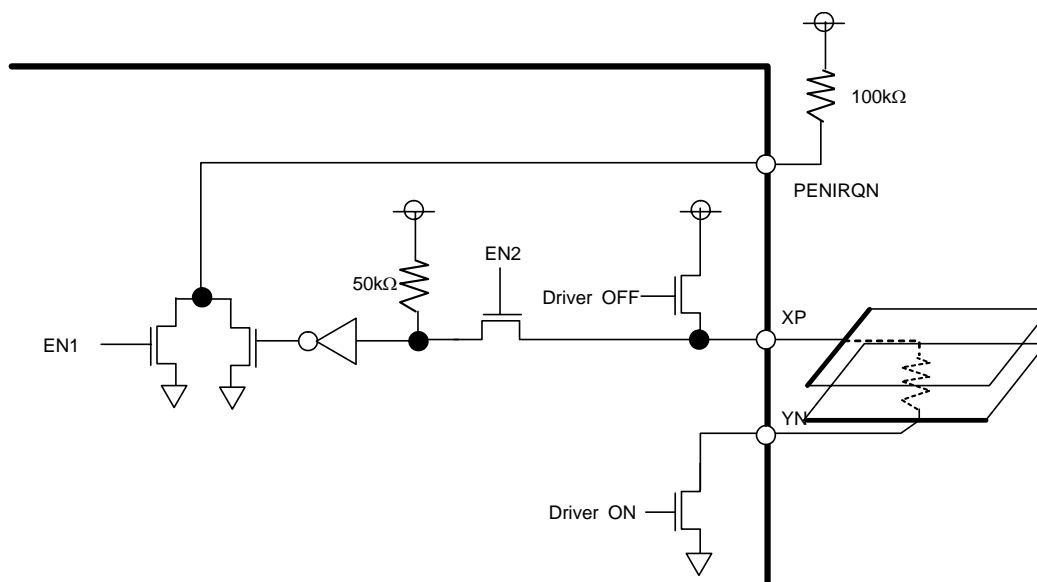 100kΩ
PENIRQN
EN2
50kΩ
Driver OFF
XP
EN1
YN
Driver ON